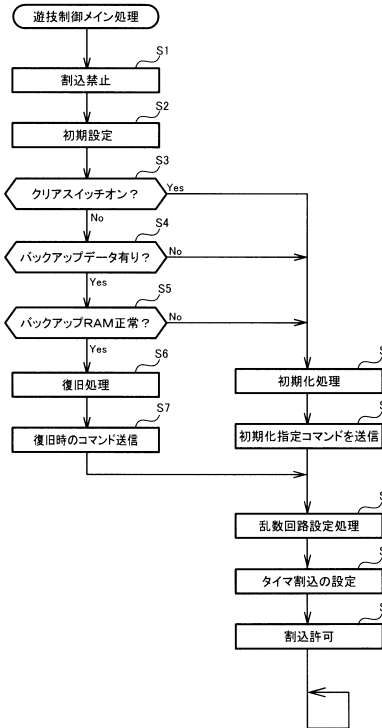 遊技制御メイン処理
S1
割込禁止
S2
初期設定
S3
クリアスイッチオン？
Yes
No
S4
バックアップデータ有り？
No
Yes
S5
バックアップRAM正常？
No
Yes
S6
復旧処理
S7
復旧時のコマンド送信
S
初期化処理
S
初期化指定コマンドを送信
S
乱数回路設定処理
S
タイマ割込の設定
S
割込許可